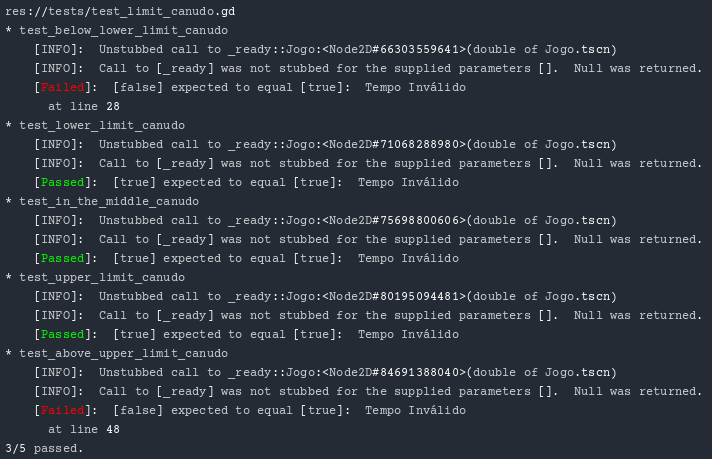 res://tests/test_limit_canudo.gd
* test_below_lower_limit_canudo
[INFO]: Unstubbed call to _ready::Jogo:<Node2D#66303559641>(double of Jogo.tscn)
[INFO]: Call to [_ready] was not stubbed for the supplied parameters []. Null was returned.
[Failed]: [false] expected to equal [true]: Tempo Inválido
at line 28
* test_lower_limit_canudo
[INFO]: Unstubbed call to _ready::Jogo:<Node2D#71068288980>(double of Jogo.tscn)
[INFO]: Call to [_ready] was not stubbed for the supplied parameters []. Null was returned.
[Passed]: [true] expected to equal [true]: Tempo Inválido
* test_in_the_middle_canudo
[INFO]: Unstubbed call to _ready::Jogo:<Node2D#75698800606>(double of Jogo.tscn)
[INFO]: Call to [_ready] was not stubbed for the supplied parameters []. Null was returned.
[Passed]: [true] expected to equal [true]: Tempo Inválido
* test_upper_limit_canudo
[INFO]: Unstubbed call to _ready::Jogo:<Node2D#80195094481>(double of Jogo.tscn)
[INFO]: Call to [_ready] was not stubbed for the supplied parameters []. Null was returned.
[Passed]: [true] expected to equal [true]: Tempo Inválido
* test_above_upper_limit_canudo
[INFO]: Unstubbed call to _ready::Jogo:<Node2D#84691388040>(double of Jogo.tscn)
[INFO]: Call to [_ready] was not stubbed for the supplied parameters []. Null was returned.
[Failed]: [false] expected to equal [true]: Tempo Inválido
at line 48
3/5 passed.